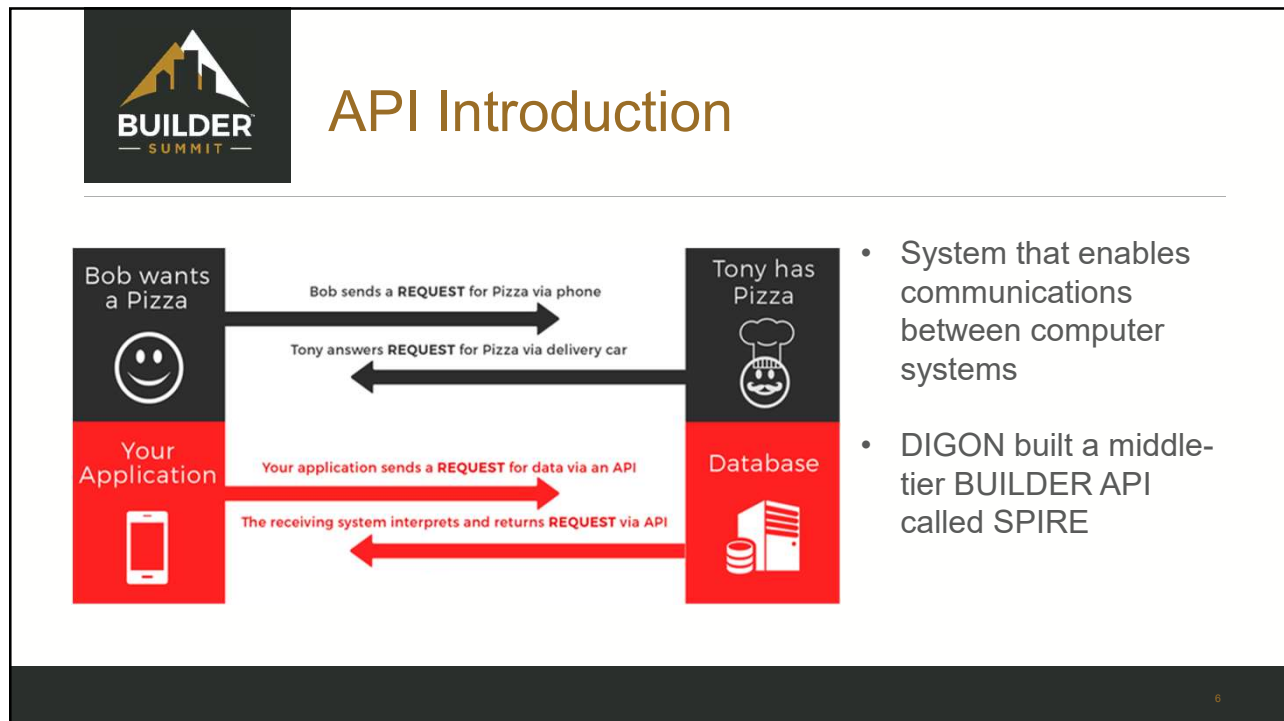 BUILDER
SUMMIT
API Introduction
Bob wants
a Pizza
Bob sends a REQUEST for Pizza via phone
Tony answers REQUEST for Pizza via delivery car
Tony has
Pizza
Your
Application
Your application sends a REQUEST for data via an API
The receiving system interprets and returns REQUEST via API
Database
• System that enables
communications
between computer
systems
• DIGON built a middle-
tier BUILDER API
called SPIRE
6